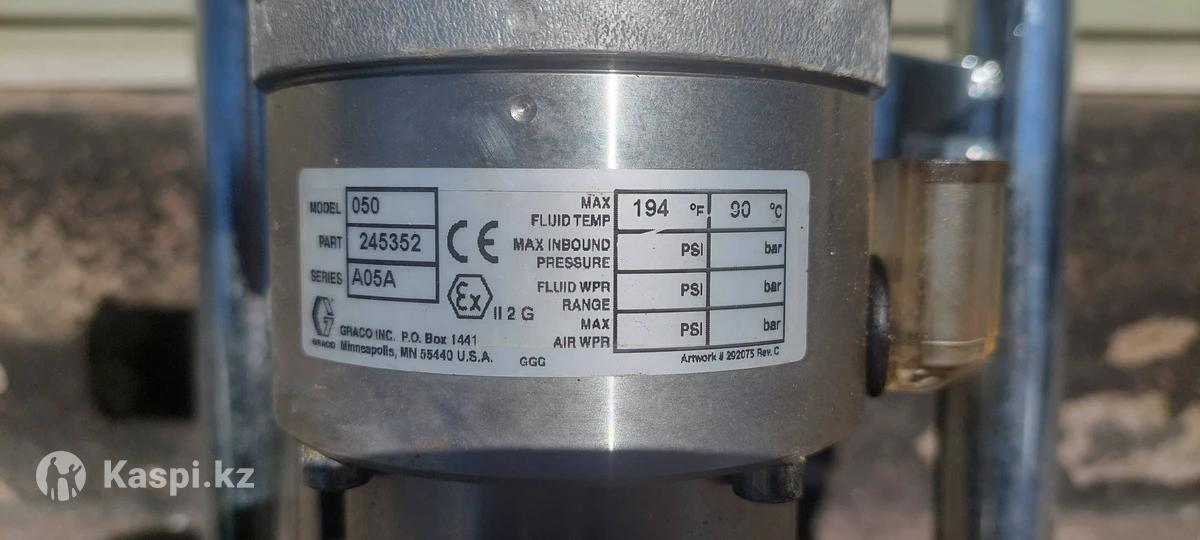 MODEL 050
PART 245352
SERIES A05A
CE
Ex II 2 G
GRACO
GRACO INC. P.O. Box 1441
Minneapolis, MN 55440 U.S.A.
GGG
MAX FLUID TEMP 194 °F 90 °C
MAX INBOUND PRESSURE PSI bar
FLUID WPR RANGE PSI bar
MAX AIR WPR PSI bar
Artwork # 292075 Rev. C
Kaspi.kz